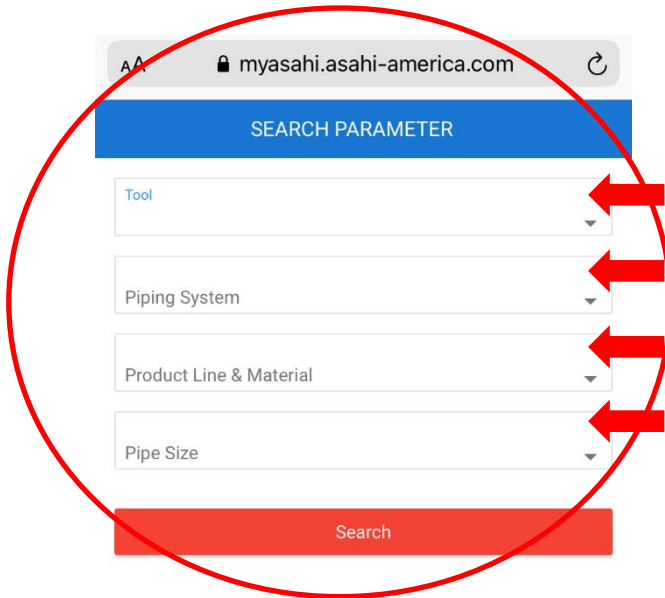 AA myasahi.asahi-america.com
SEARCH PARAMETER
Tool
Piping System
Product Line & Material
Pipe Size
Search